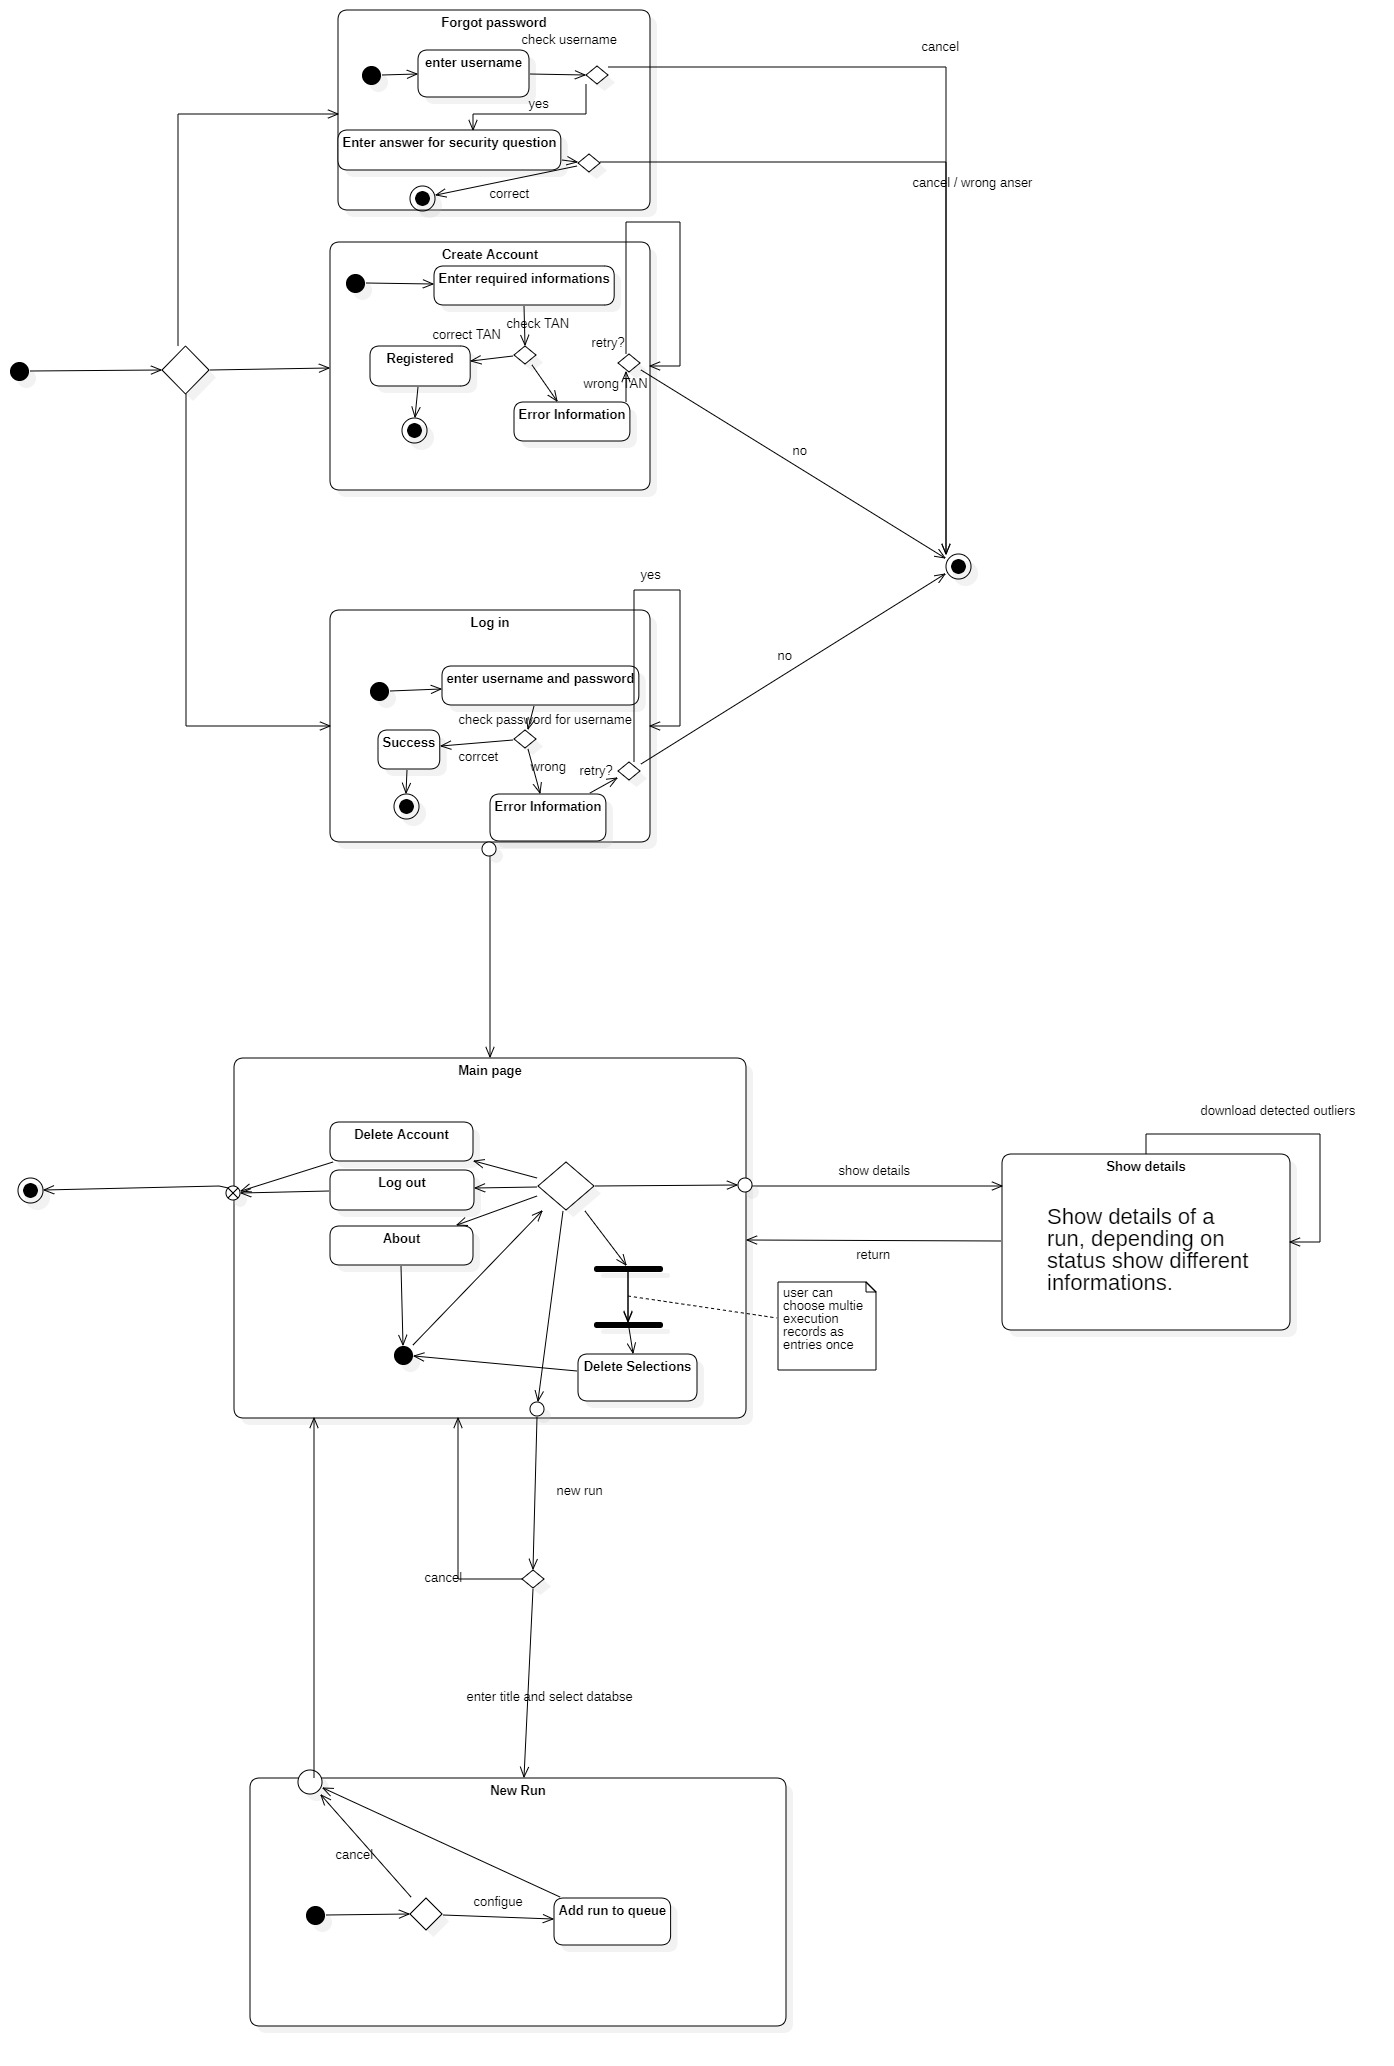 Forgot password
check username
cancel
enter username
yes
Enter answer for security question
cancel / wrong anser
correct
Create Account
Enter required informations
check TAN
correct TAN
retry?
Registered
wrong TAN
Error Information
no
yes
Log in
no
enter username and password
check password for username
Success
corrcet
wrong
retry?
Error Information
Main page
download detected outliers
Delete Account
show details
Show details
Log out
Show details of a
run, depending on
status show different
informations.
About
return
user can
choose multie
execution
records as
entries once
Delete Selections
new run
cancel
enter title and select databse
New Run
cancel
configue
Add run to queue